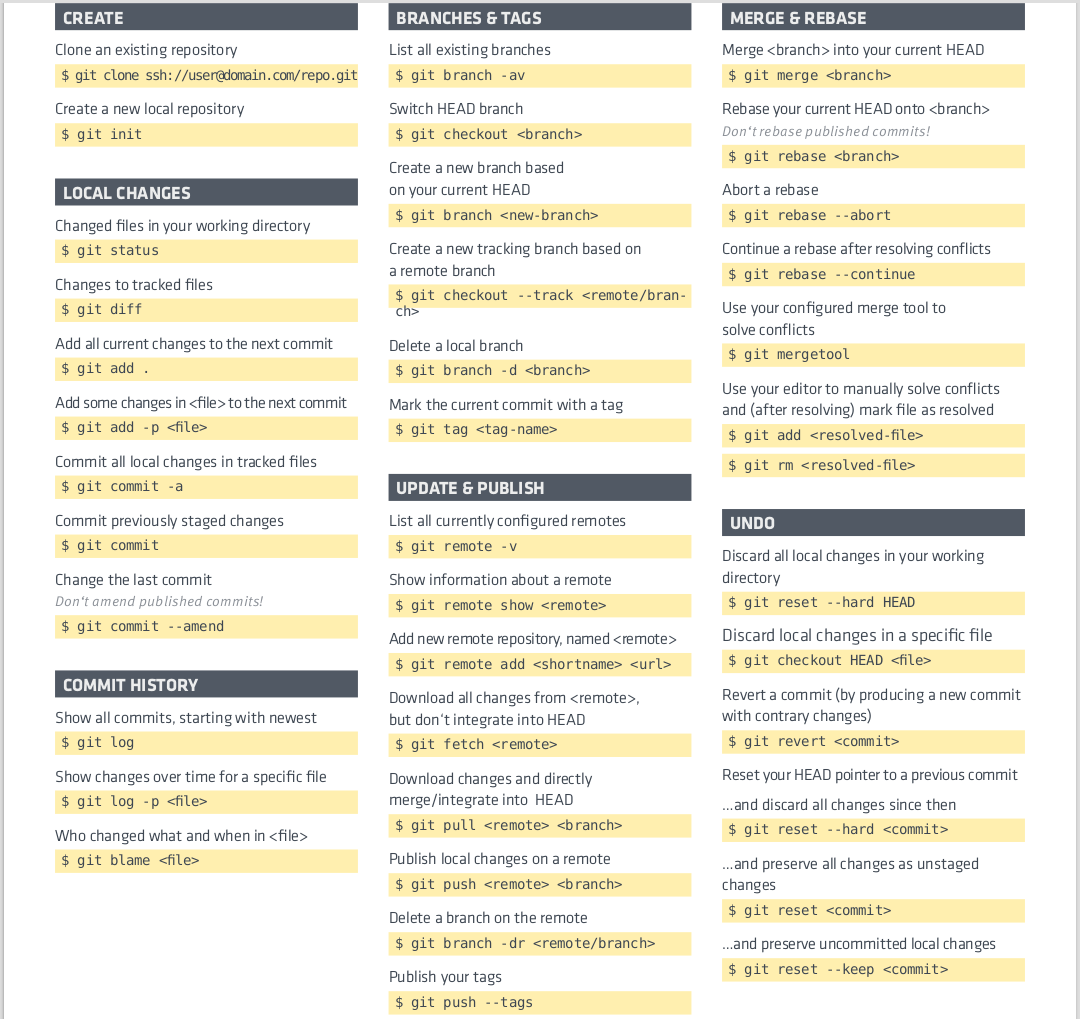 CREATE
Clone an existing repository
$ git clone ssh://user@domain.com/repo.git
Create a new local repository
$ git init
LOCAL CHANGES
Changed files in your working directory
$ git status
Changes to tracked files
$ git diff
Add all current changes to the next commit
$ git add .
Add some changes in <file> to the next commit
$ git add -p <file>
Commit all local changes in tracked files
$ git commit -a
Commit previously staged changes
$ git commit
Change the last commit
Don't amend published commits!
$ git commit --amend
COMMIT HISTORY
Show all commits, starting with newest
$ git log
Show changes over time for a specific file
$ git log -p <file>
Who changed what and when in <file>
$ git blame <file>
BRANCHES & TAGS
List all existing branches
$ git branch -av
Switch HEAD branch
$ git checkout <branch>
Create a new branch based
on your current HEAD
$ git branch <new-branch>
Create a new tracking branch based on
a remote branch
$ git checkout --track <remote/bran-
ch>
Delete a local branch
$ git branch -d <branch>
Mark the current commit with a tag
$ git tag <tag-name>
UPDATE & PUBLISH
List all currently configured remotes
$ git remote -v
Show information about a remote
$ git remote show <remote>
Add new remote repository, named <remote>
$ git remote add <shortname> <url>
Download all changes from <remote>,
but don't integrate into HEAD
$ git fetch <remote>
Download changes and directly
merge/integrate into HEAD
$ git pull <remote> <branch>
Publish local changes on a remote
$ git push <remote> <branch>
Delete a branch on the remote
$ git branch -dr <remote/branch>
Publish your tags
$ git push --tags
MERGE & REBASE
Merge <branch> into your current HEAD
$ git merge <branch>
Rebase your current HEAD onto <branch>
Don't rebase published commits!
$ git rebase <branch>
Abort a rebase
$ git rebase --abort
Continue a rebase after resolving conflicts
$ git rebase --continue
Use your configured merge tool to
solve conflicts
$ git mergetool
Use your editor to manually solve conflicts
and (after resolving) mark file as resolved
$ git add <resolved-file>
$ git rm <resolved-file>
UNDO
Discard all local changes in your working
directory
$ git reset --hard HEAD
Discard local changes in a specific file
$ git checkout HEAD <file>
Revert a commit (by producing a new commit
with contrary changes)
$ git revert <commit>
Reset your HEAD pointer to a previous commit
...and discard all changes since then
$ git reset --hard <commit>
...and preserve all changes as unstaged
changes
$ git reset <commit>
...and preserve uncommitted local changes
$ git reset --keep <commit>